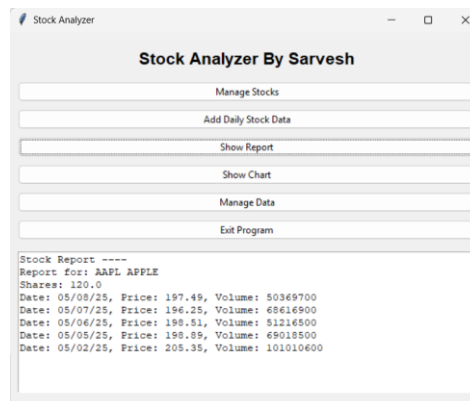 Stock Analyzer
Stock Analyzer By Sarvesh
Manage Stocks
Add Daily Stock Data
Show Report
Show Chart
Manage Data
Exit Program
Stock Report ----
Report for: AAPL APPLE
Shares: 120.0
Date: 05/08/25, Price: 197.49, Volume: 50369700
Date: 05/07/25, Price: 196.25, Volume: 68616900
Date: 05/06/25, Price: 198.51, Volume: 51216500
Date: 05/05/25, Price: 198.89, Volume: 69018500
Date: 05/02/25, Price: 205.35, Volume: 101010600